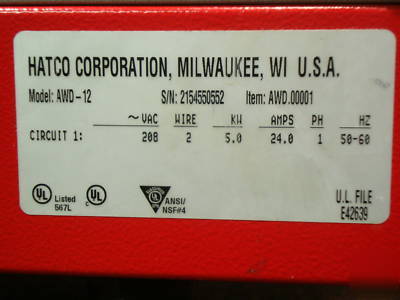 HATCO CORPORATION, MILWAUKEE, WI U.S.A.
Model: AWD-12 S/N: 2154550552 Item: AWD.00001
~VAC WIRE KW AMPS PH HZ
CIRCUIT 1: 208 2 5.0 24.0 1 50-60
UL Listed 567L
UL
UL ANSI/ NSF#4
U.L. FILE
E42639